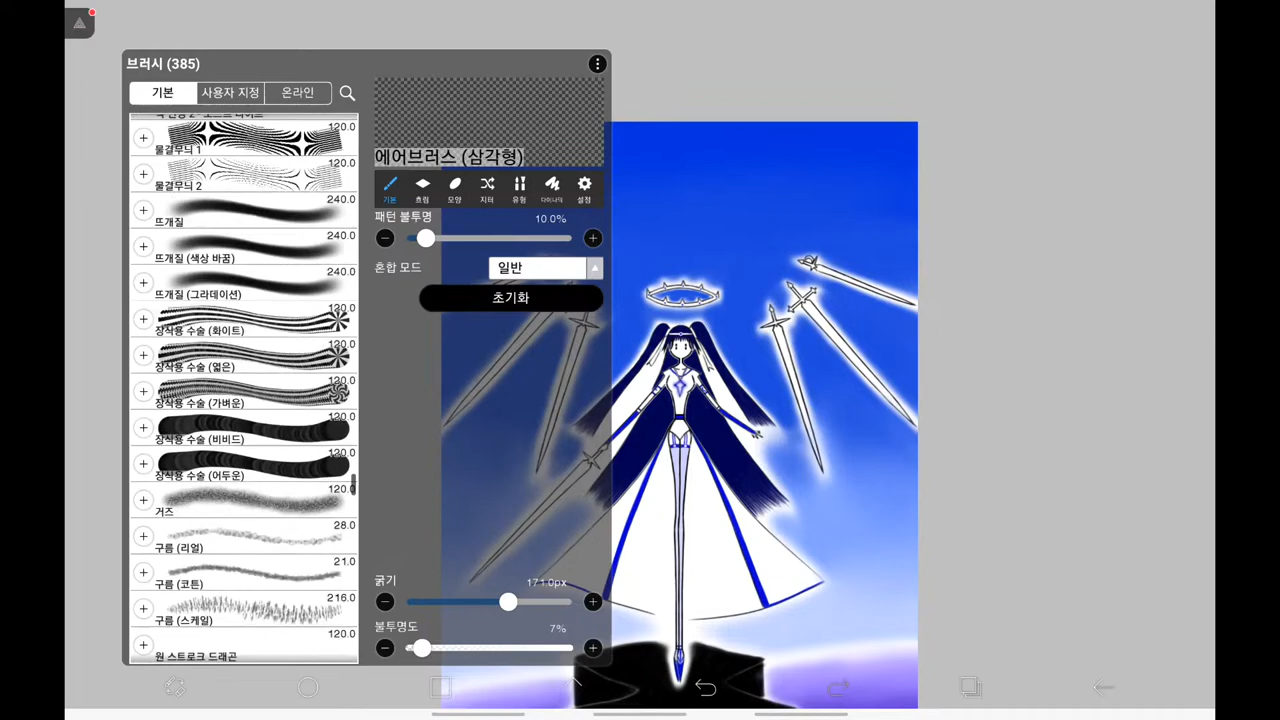 브러시 (385)
기본 사용자 지정 온라인
120.0
물결무늬 1
120.0
물결무늬 2
240.0
뜨개질
240.0
뜨개질 (색상 바꿈)
240.0
뜨개질 (그라데이션)
120.0
장식용 수술 (화이트)
120.0
장식용 수술 (엷은)
120.0
장식용 수술 (가벼운)
120.0
장식용 수술 (비비드)
120.0
장식용 수술 (어두운)
120.0
거즈
28.0
구름 (리얼)
21.0
구름 (코튼)
216.0
구름 (스케일)
120.0
원 스트로크 드래곤
에어브러스 (삼각형)
기본 흐림 모양 지터 유형 다이나믹 설정
패턴 불투명 10.0%
혼합 모드 일반
초기화
굵기 171.0px
불투명도 7%